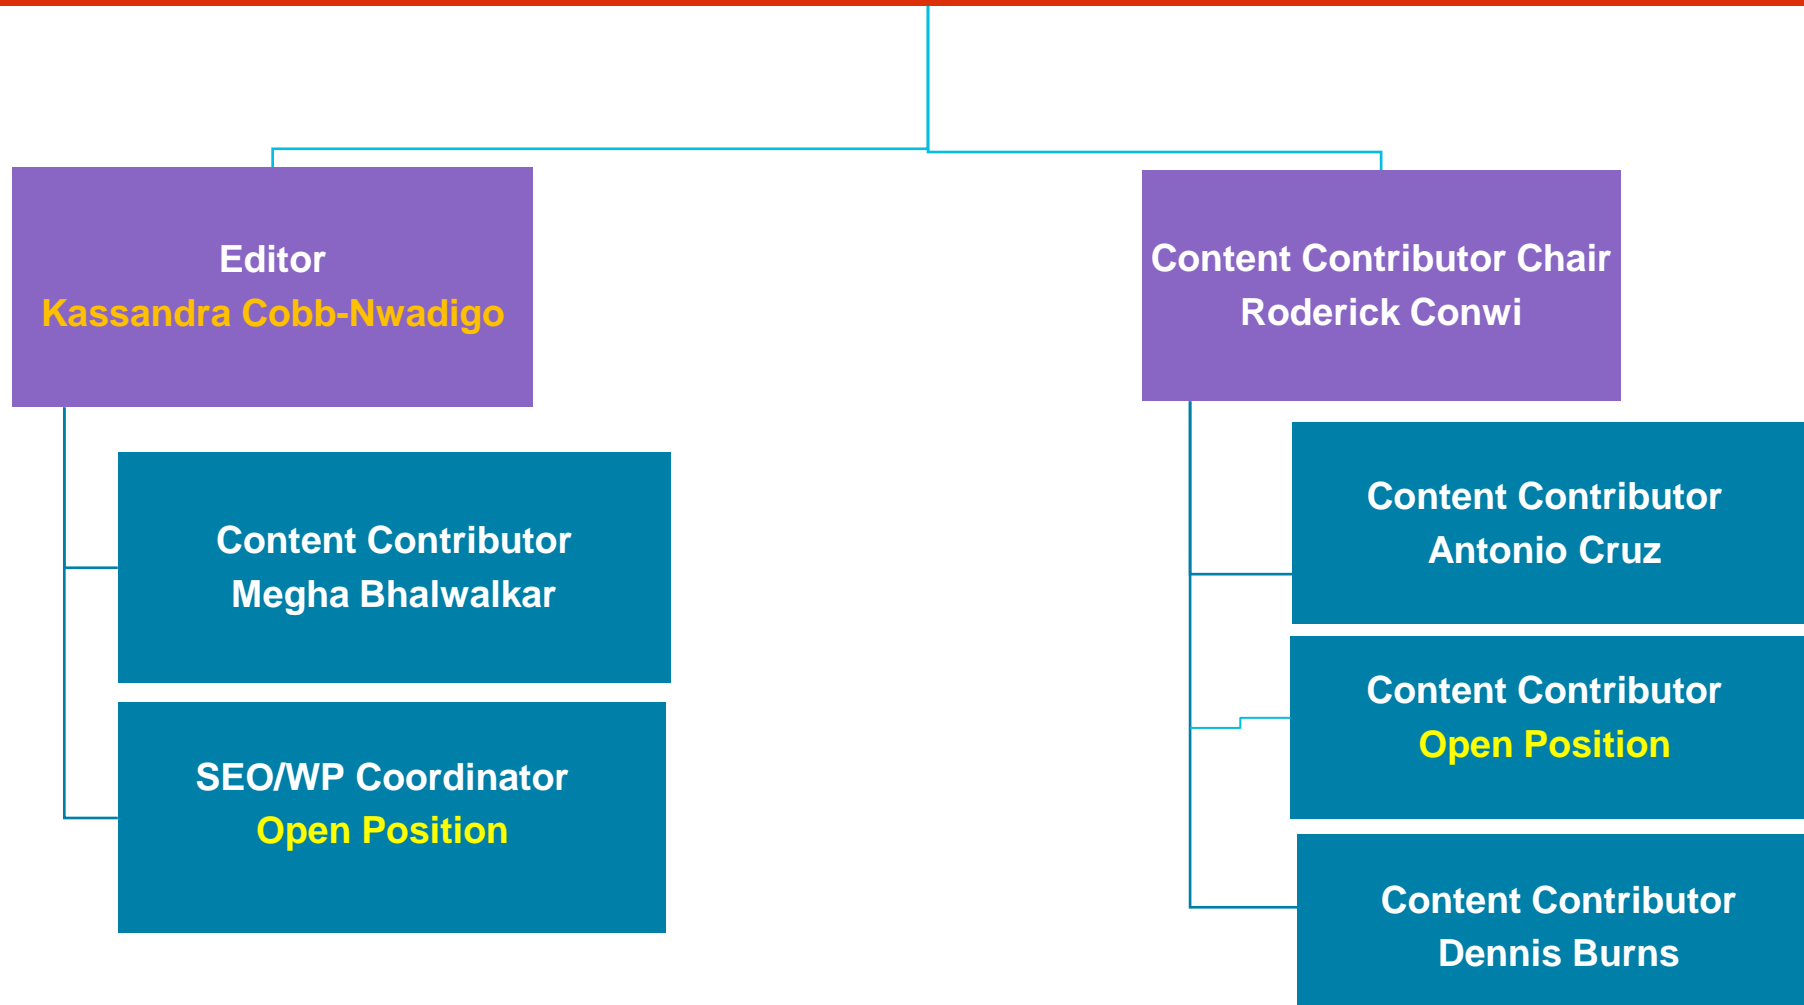 Editor
Kassandra Cobb-Nwadigo
Content Contributor
Megha Bhalwalkar
SEO/WP Coordinator
Open Position
Content Contributor Chair
Roderick Conwi
Content Contributor
Antonio Cruz
Content Contributor
Open Position
Content Contributor
Dennis Burns